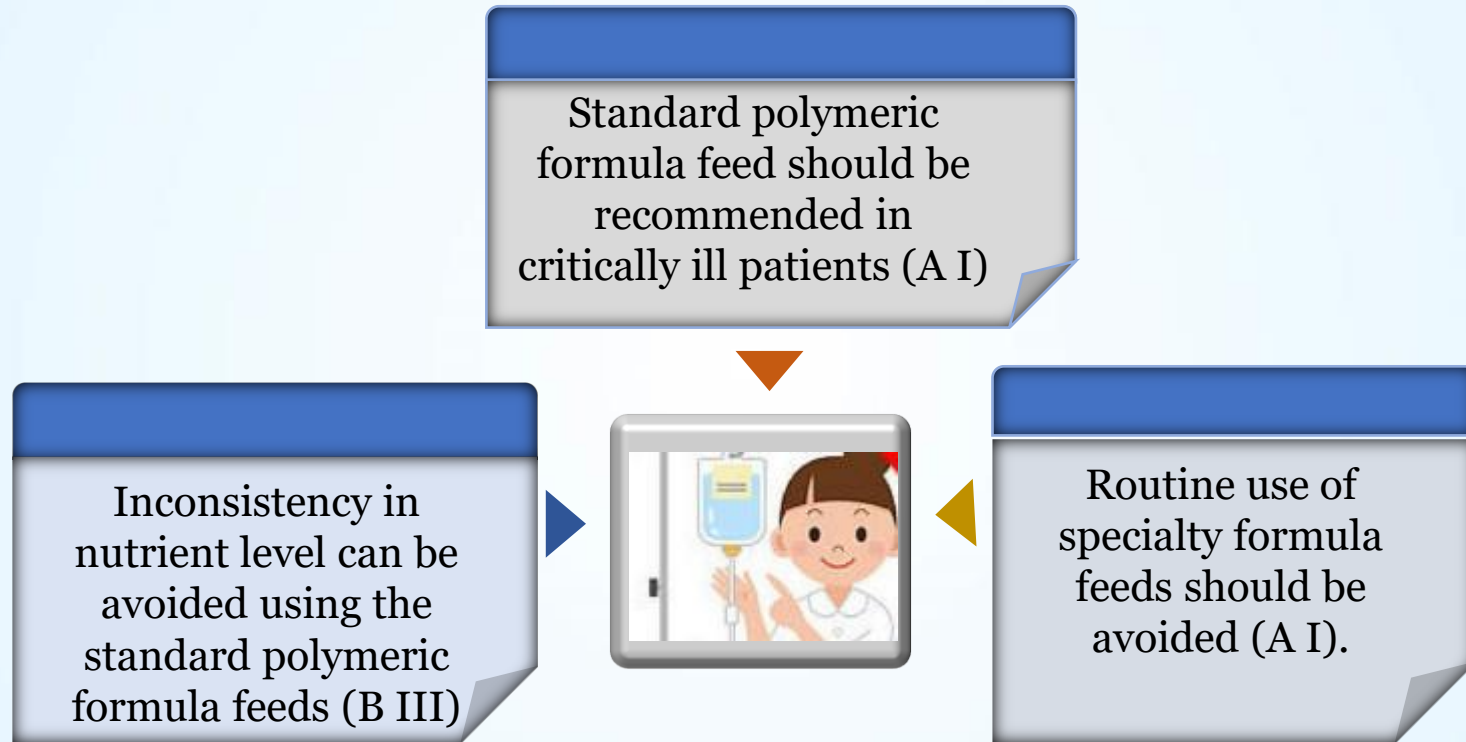 Standard polymeric
formula feed should be
recommended in
critically ill patients (A I)
Inconsistency in
nutrient level can be
avoided using the
standard polymeric
formula feeds (B III)
Routine use of
specialty formula
feeds should be
avoided (A I).